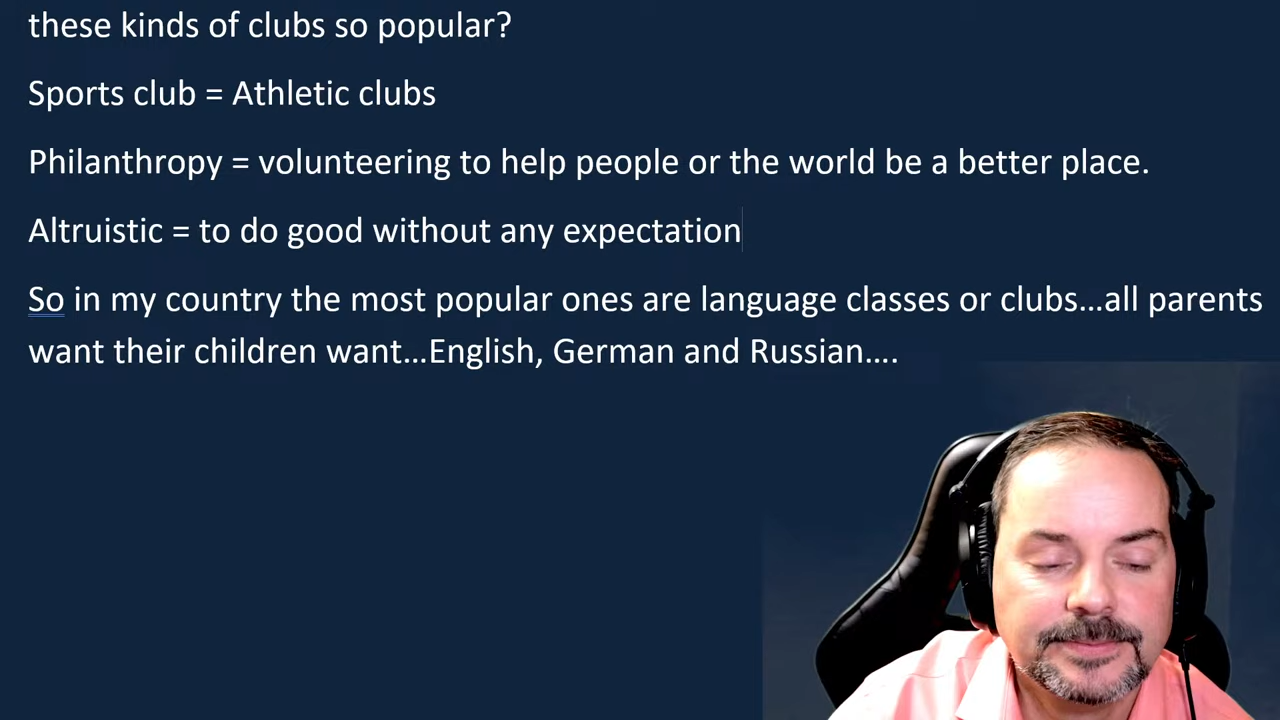 these kinds of clubs so popular?
Sports club = Athletic clubs
Philanthropy = volunteering to help people or the world be a better place.
Altruistic = to do good without any expectation
So in my country the most popular ones are language classes or clubs…all parents
want their children want…English, German and Russian….